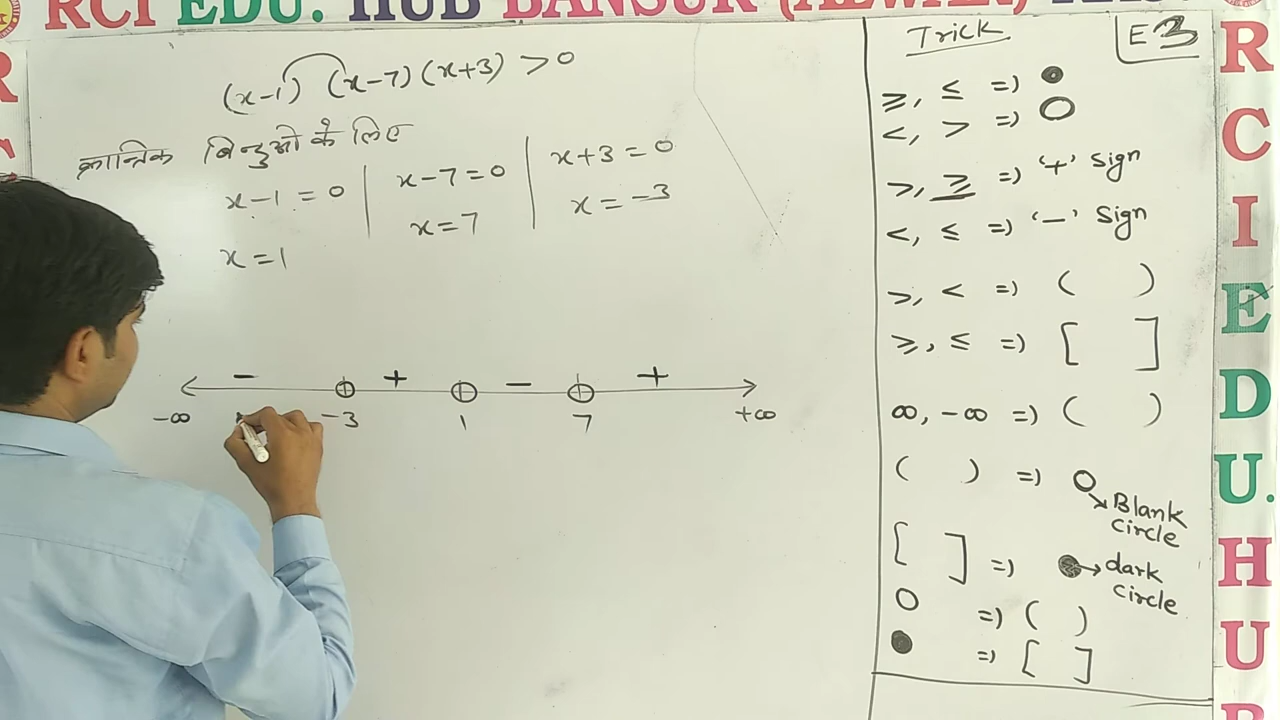 RCI EDU. HUB BANSUR (ALWAR)
(x-1) (x-7) (x+3) > 0
क्रान्तिक बिन्दुओ के लिए
x-1 = 0 | x-7=0 | x+3 = 0
x = 1 | x=7 | x = -3
- + - +
-∞ -3 1 7 +∞
E3
Trick
≥, ≤ =) ●
<, > =) ○
>, ≥ =) '+' sign
<, ≤ =) '-' Sign
>, < =) ( )
≥, ≤ =) [ ]
∞, -∞ =) ( )
( ) =) ○ → Blank circle
[ ] =) ● → dark circle
○ =) ( )
● =) [ ]
R
C
I
E
D
U.
H
U
B